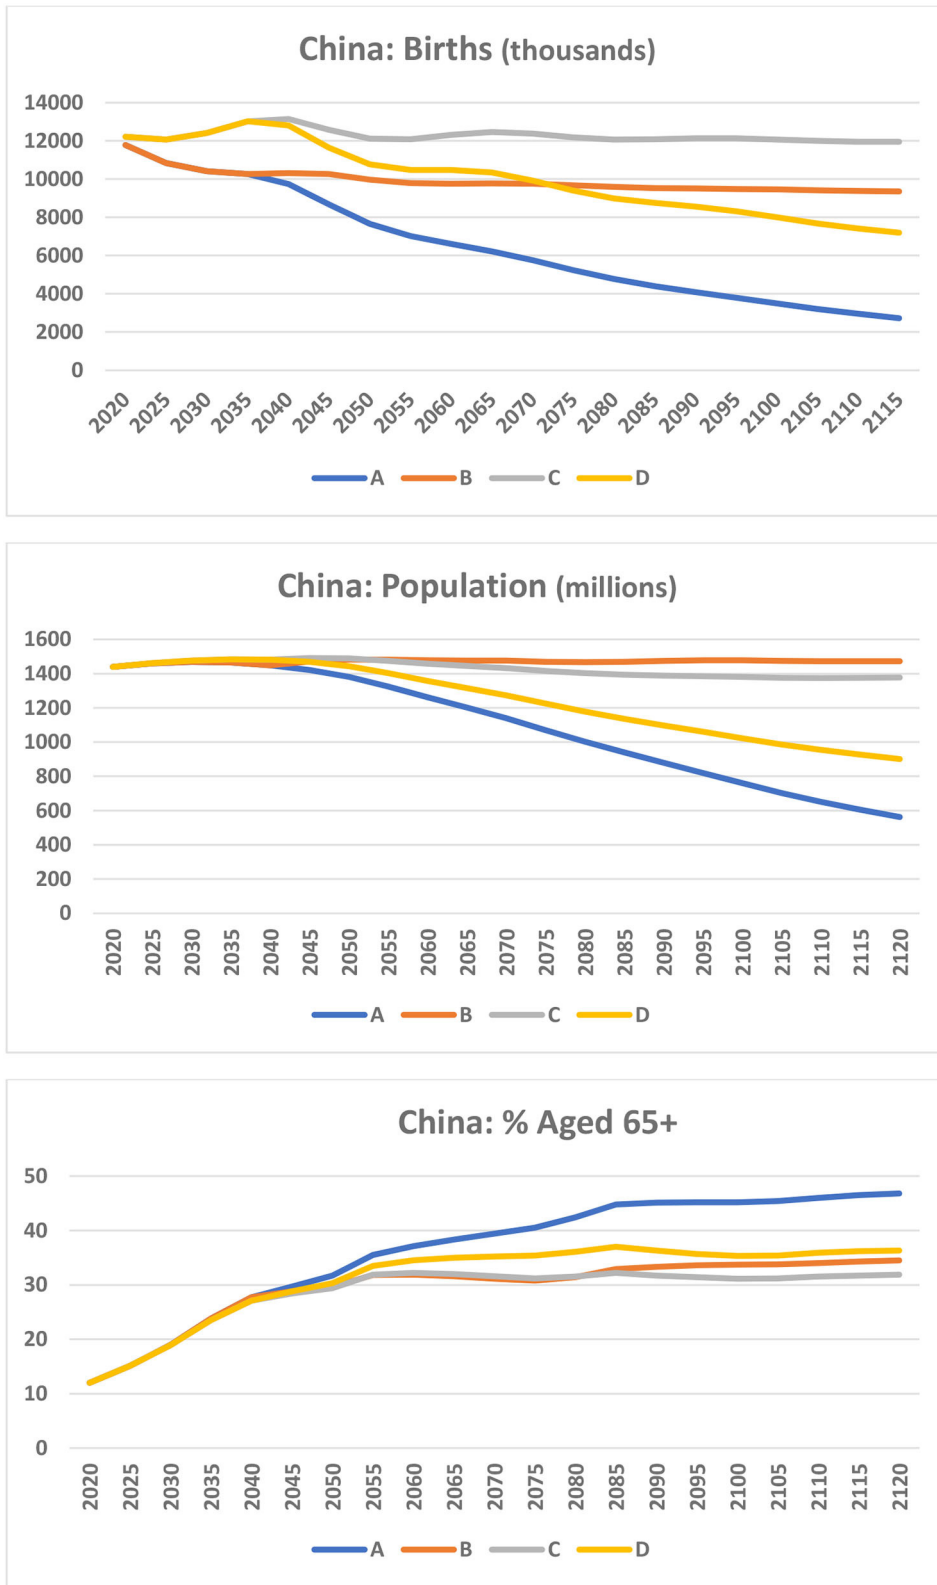 China: Births (thousands)
14000
12000
10000
8000
6000
4000
2000
0
2020 2025 2030 2035 2040 2045 2050 2055 2060 2065 2070 2075 2080 2085 2090 2095 2100 2105 2110 2115
A B C D
China: Population (millions)
1600
1400
1200
1000
800
600
400
200
0
2020 2025 2030 2035 2040 2045 2050 2055 2060 2065 2070 2075 2080 2085 2090 2095 2100 2105 2110 2115 2120
A B C D
China: % Aged 65+
50
40
30
20
10
0
2020 2025 2030 2035 2040 2045 2050 2055 2060 2065 2070 2075 2080 2085 2090 2095 2100 2105 2110 2115 2120
A B C D